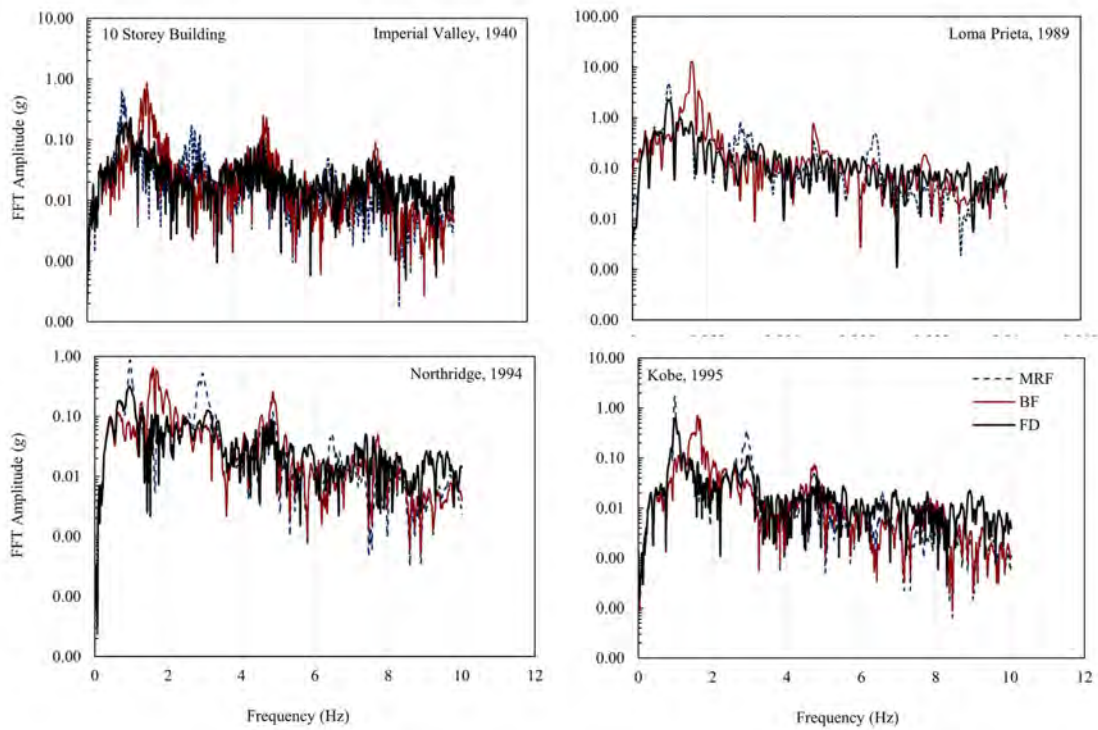 10 Storey Building
Imperial Valley, 1940
10.00
1.00
0.10
0.01
0.00
0.00
FFT Amplitude (g)
Loma Prieta, 1989
100.00
10.00
1.00
0.10
0.01
0.00
0.00
FFT Amplitude (g)
Northridge, 1994
1.00
0.10
0.01
0.00
0.00
0.00
FFT Amplitude (g)
0 2 4 6 8 10 12
Frequency (Hz)
Kobe, 1995
MRF
BF
FD
10.00
1.00
0.10
0.01
0.00
0.00
0.00
FFT Amplitude (g)
0 2 4 6 8 10 12
Frequency (Hz)